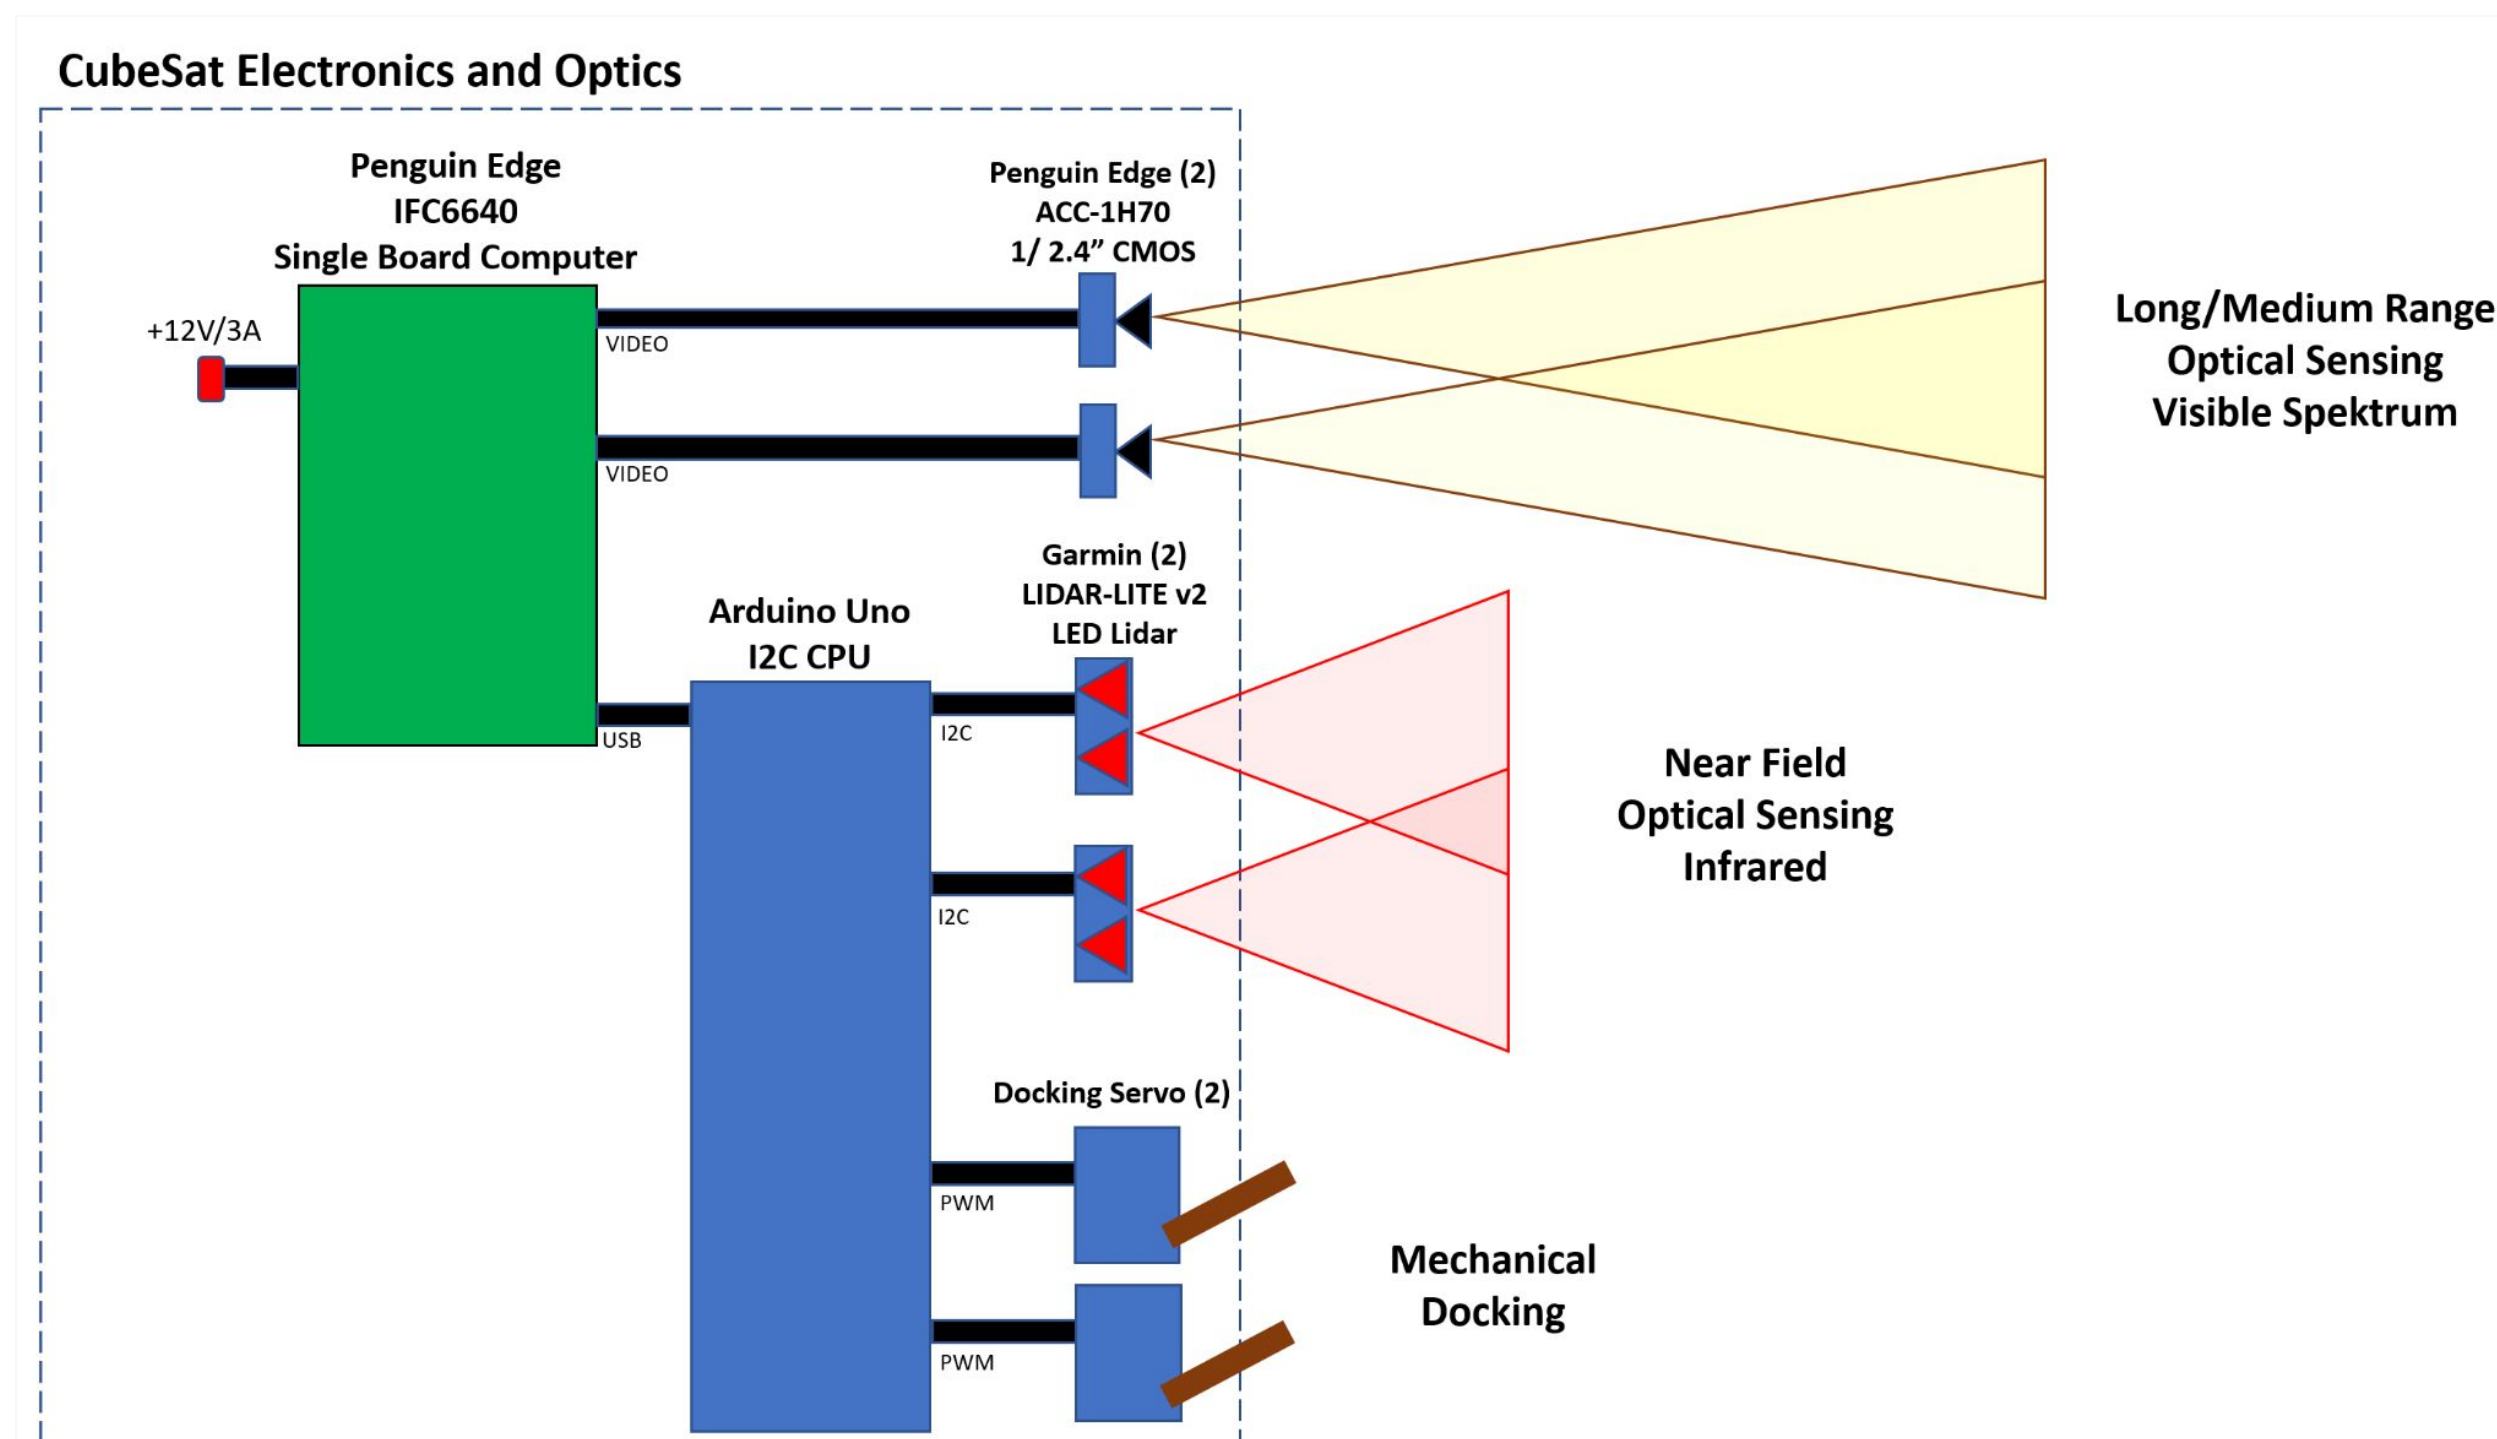 CubeSat Electronics and Optics
Penguin Edge
IFC6640
Single Board Computer
+12V/3A
VIDEO
VIDEO
USB
Penguin Edge (2)
ACC-1H70
1/ 2.4” CMOS
Long/Medium Range
Optical Sensing
Visible Spektrum
Arduino Uno
I2C CPU
Garmin (2)
LIDAR-LITE v2
LED Lidar
I2C
I2C
Near Field
Optical Sensing
Infrared
Docking Servo (2)
PWM
PWM
Mechanical
Docking